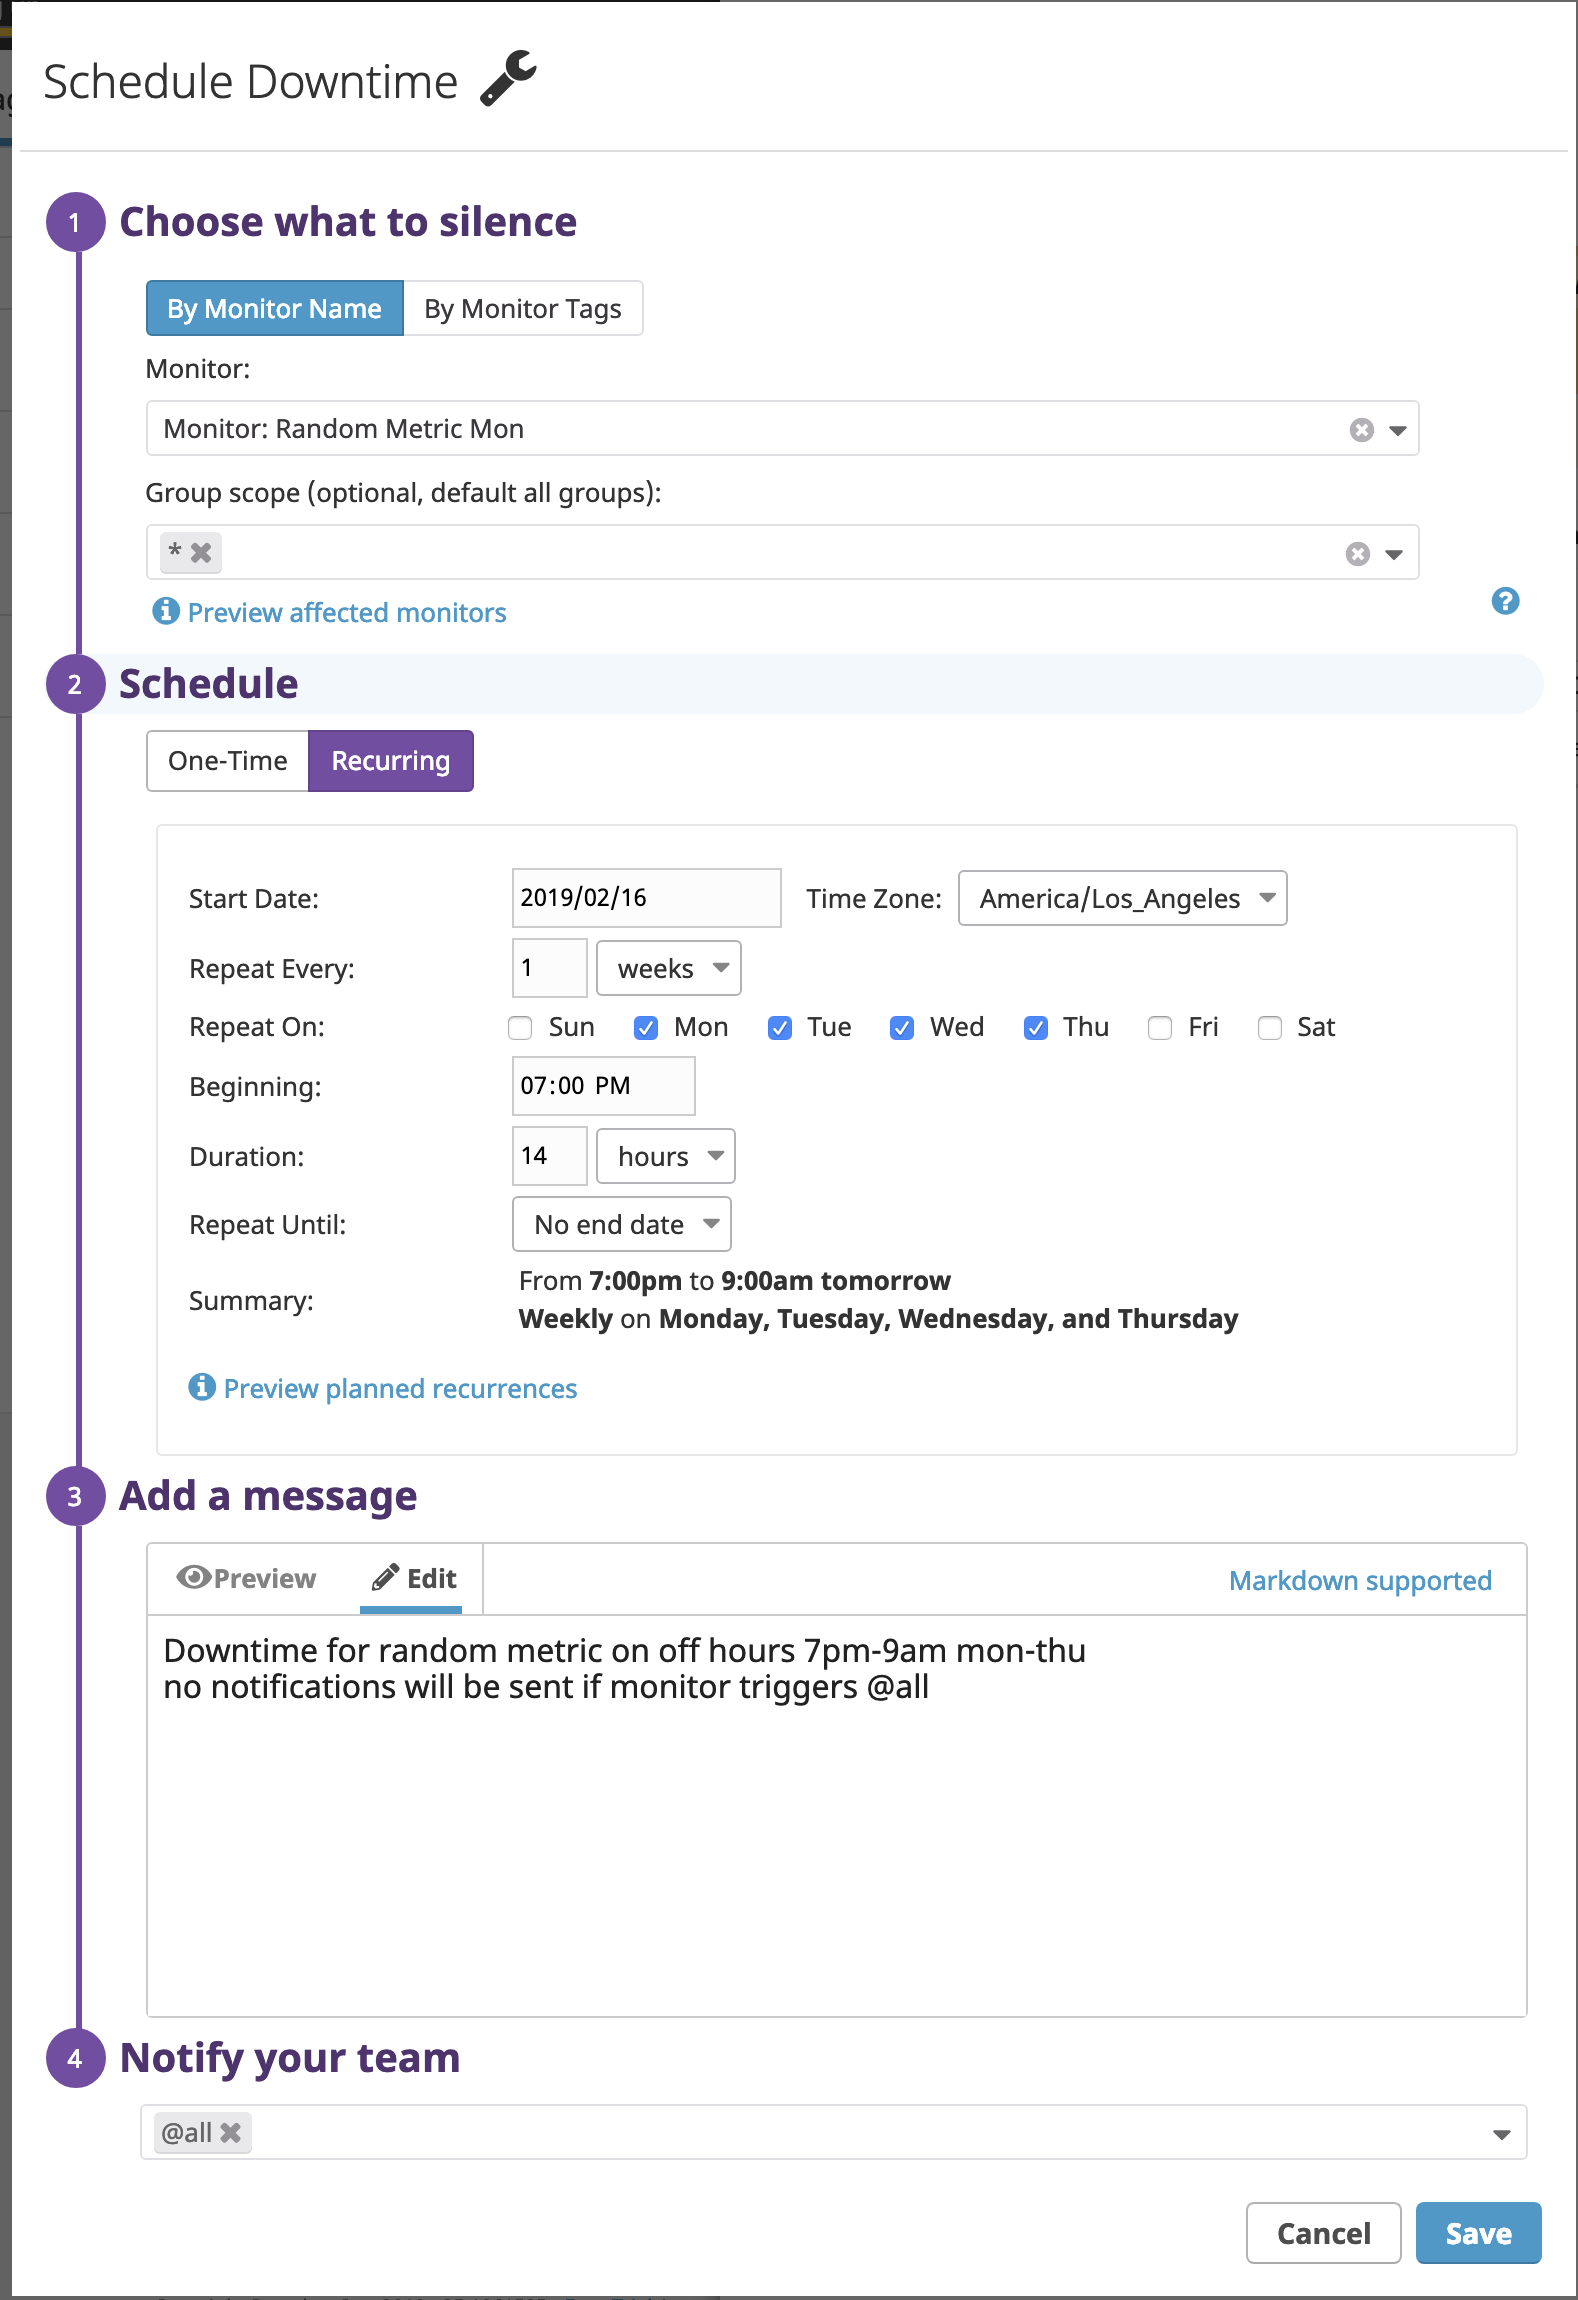 Schedule Downtime
1 Choose what to silence
By Monitor Name By Monitor Tags
Monitor:
Monitor: Random Metric Mon
Group scope (optional, default all groups):
*
Preview affected monitors
?
2 Schedule
One-Time Recurring
Start Date: 2019/02/16 Time Zone: America/Los_Angeles
Repeat Every: 1 weeks
Repeat On: Sun Mon Tue Wed Thu Fri Sat
Beginning: 07:00 PM
Duration: 14 hours
Repeat Until: No end date
Summary: From 7:00pm to 9:00am tomorrow
Weekly on Monday, Tuesday, Wednesday, and Thursday
Preview planned recurrences
3 Add a message
Preview Edit Markdown supported
Downtime for random metric on off hours 7pm-9am mon-thu
no notifications will be sent if monitor triggers @all
4 Notify your team
@all
Cancel Save